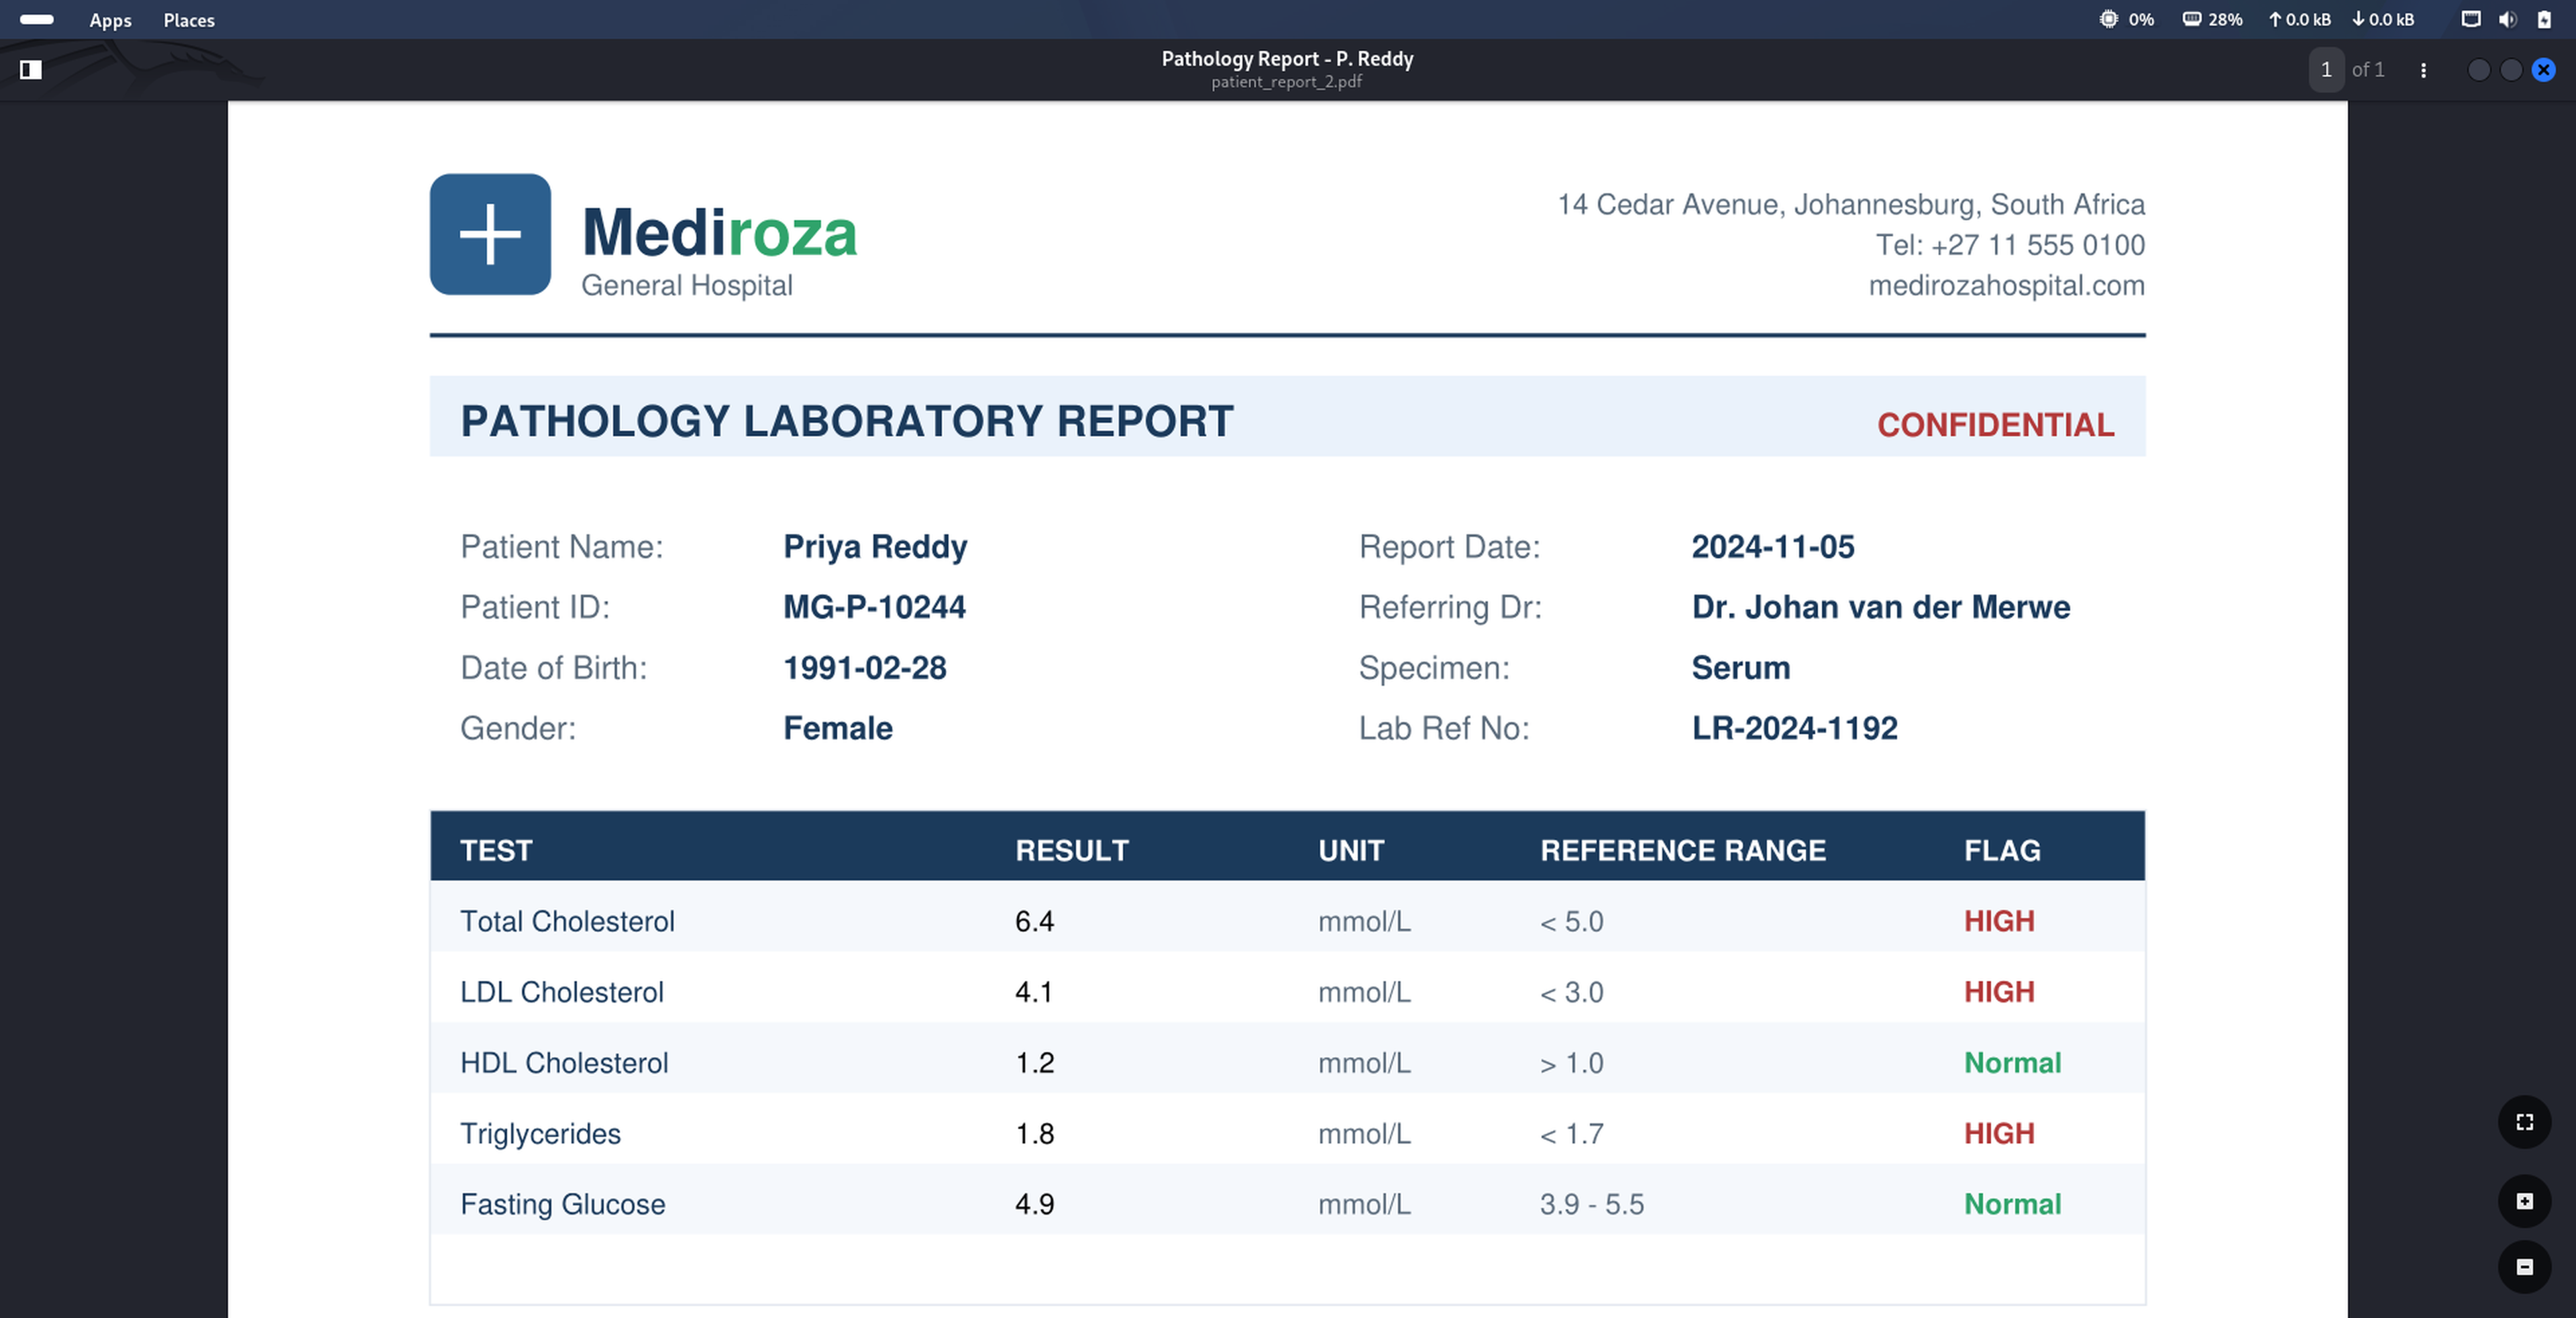 Apps Places 0% 28% ↑ 0.0 kB ↓ 0.0 kB
Pathology Report - P. Reddy
patient_report_2.pdf
1 of 1
Mediroza
General Hospital
14 Cedar Avenue, Johannesburg, South Africa
Tel: +27 11 555 0100
medirozahospital.com
PATHOLOGY LABORATORY REPORT CONFIDENTIAL
Patient Name: Priya Reddy Report Date: 2024-11-05
Patient ID: MG-P-10244 Referring Dr: Dr. Johan van der Merwe
Date of Birth: 1991-02-28 Specimen: Serum
Gender: Female Lab Ref No: LR-2024-1192
TEST RESULT UNIT REFERENCE RANGE FLAG
Total Cholesterol 6.4 mmol/L < 5.0 HIGH
LDL Cholesterol 4.1 mmol/L < 3.0 HIGH
HDL Cholesterol 1.2 mmol/L > 1.0 Normal
Triglycerides 1.8 mmol/L < 1.7 HIGH
Fasting Glucose 4.9 mmol/L 3.9 - 5.5 Normal